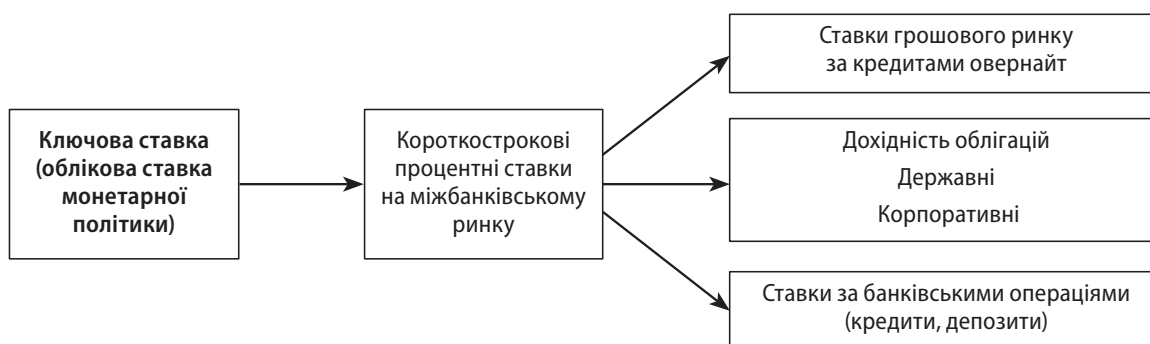 Ключова ставка
(облікова ставка
монетарної
політики)
Короткострокові
процентні ставки
на міжбанківському
ринку
Ставки грошового ринку
за кредитами овернайт
Дохідність облігацій
Державні
Корпоративні
Ставки за банківськими операціями
(кредити, депозити)